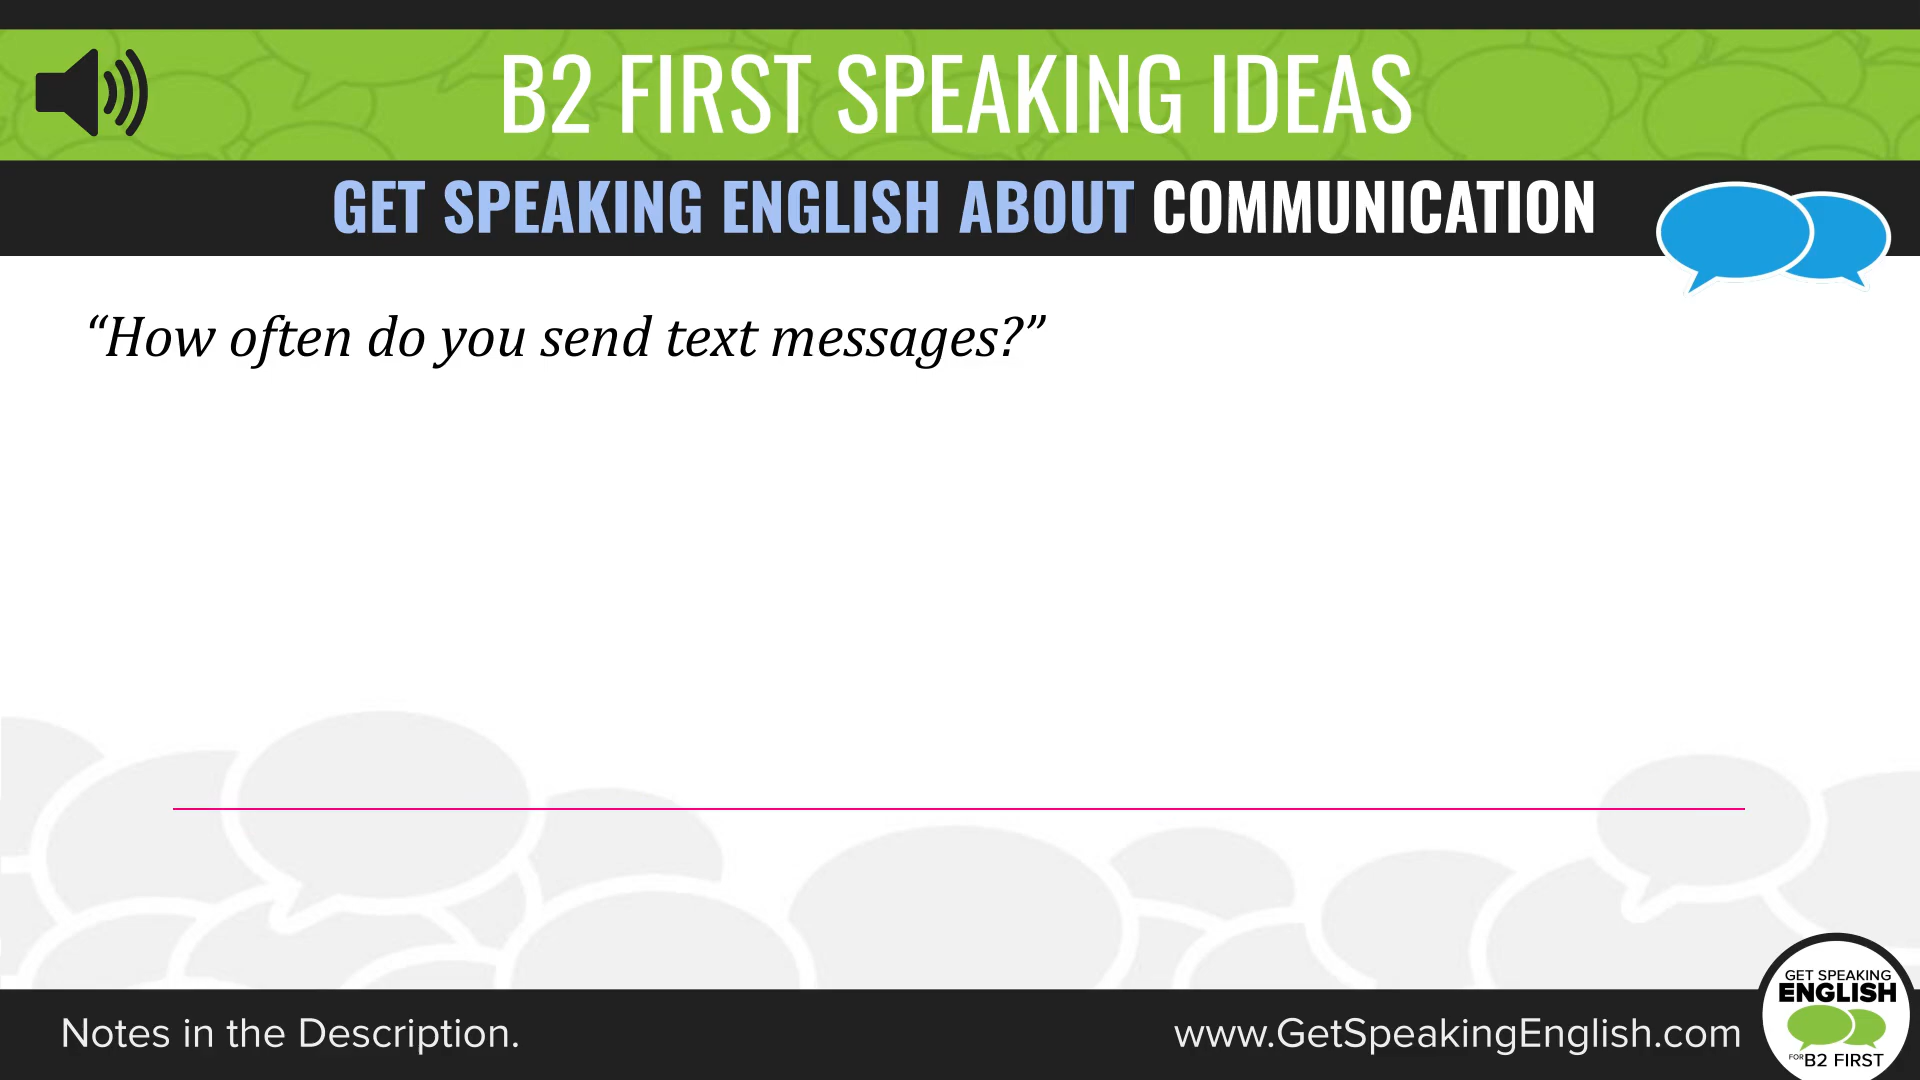 B2 FIRST SPEAKING IDEAS
GET SPEAKING ENGLISH ABOUT COMMUNICATION
“How often do you send text messages?”
Notes in the Description.
www.GetSpeakingEnglish.com
GET SPEAKING
ENGLISH
FOR B2 FIRST